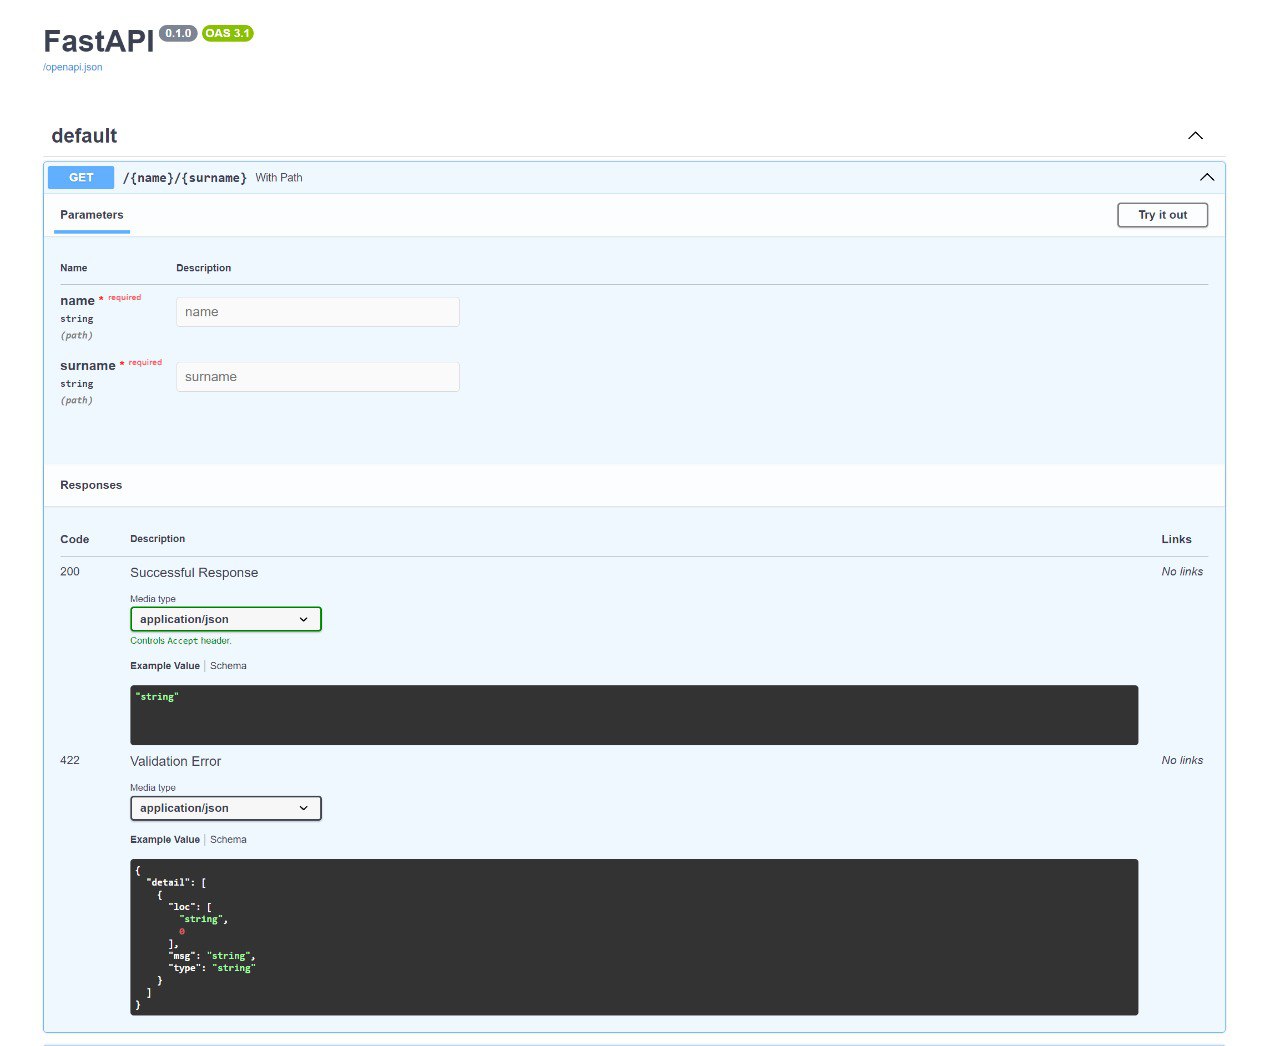 FastAPI 0.1.0 OAS 3.1
/openapi.json
default
GET /{name}/{surname} With Path
Parameters Try it out
Name Description
name * required
string
(path)
name
surname * required
string
(path)
surname
Responses
Code Description Links
200 Successful Response No links
Media type
application/json
Controls Accept header.
Example Value | Schema
"string"
422 Validation Error No links
Media type
application/json
Example Value | Schema
{
  "detail": [
    {
      "loc": [
        "string",
        0
      ],
      "msg": "string",
      "type": "string"
    }
  ]
}